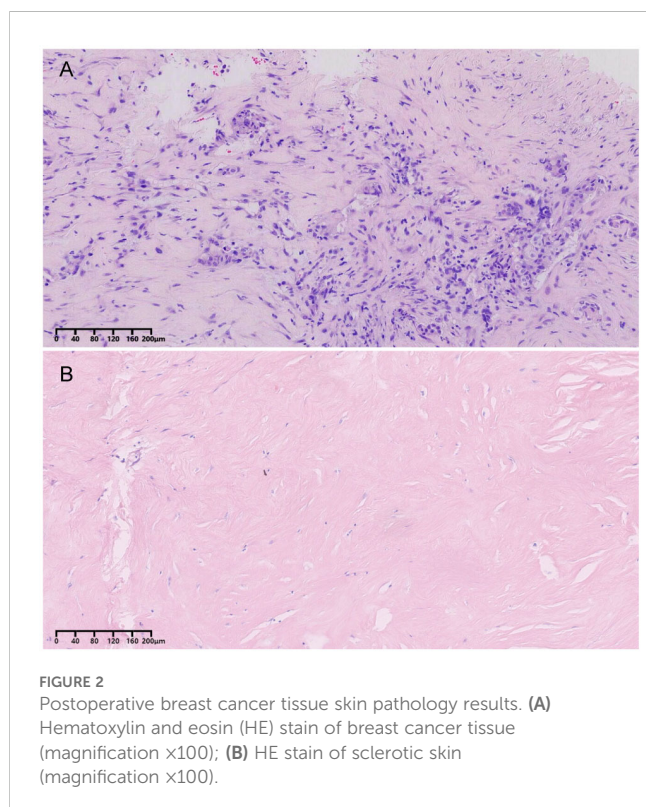 A
0 40 80 120 160 200μm
B
0 40 80 120 160 200μm
FIGURE 2
Postoperative breast cancer tissue skin pathology results. (A)
Hematoxylin and eosin (HE) stain of breast cancer tissue
(magnification ×100); (B) HE stain of sclerotic skin
(magnification ×100).